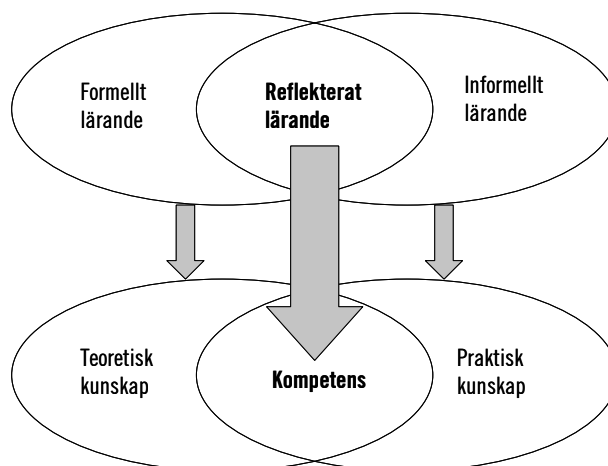 Formellt
lärande
Reflekterat
lärande
Informellt
lärande
Teoretisk
kunskap
Kompetens
Praktisk
kunskap